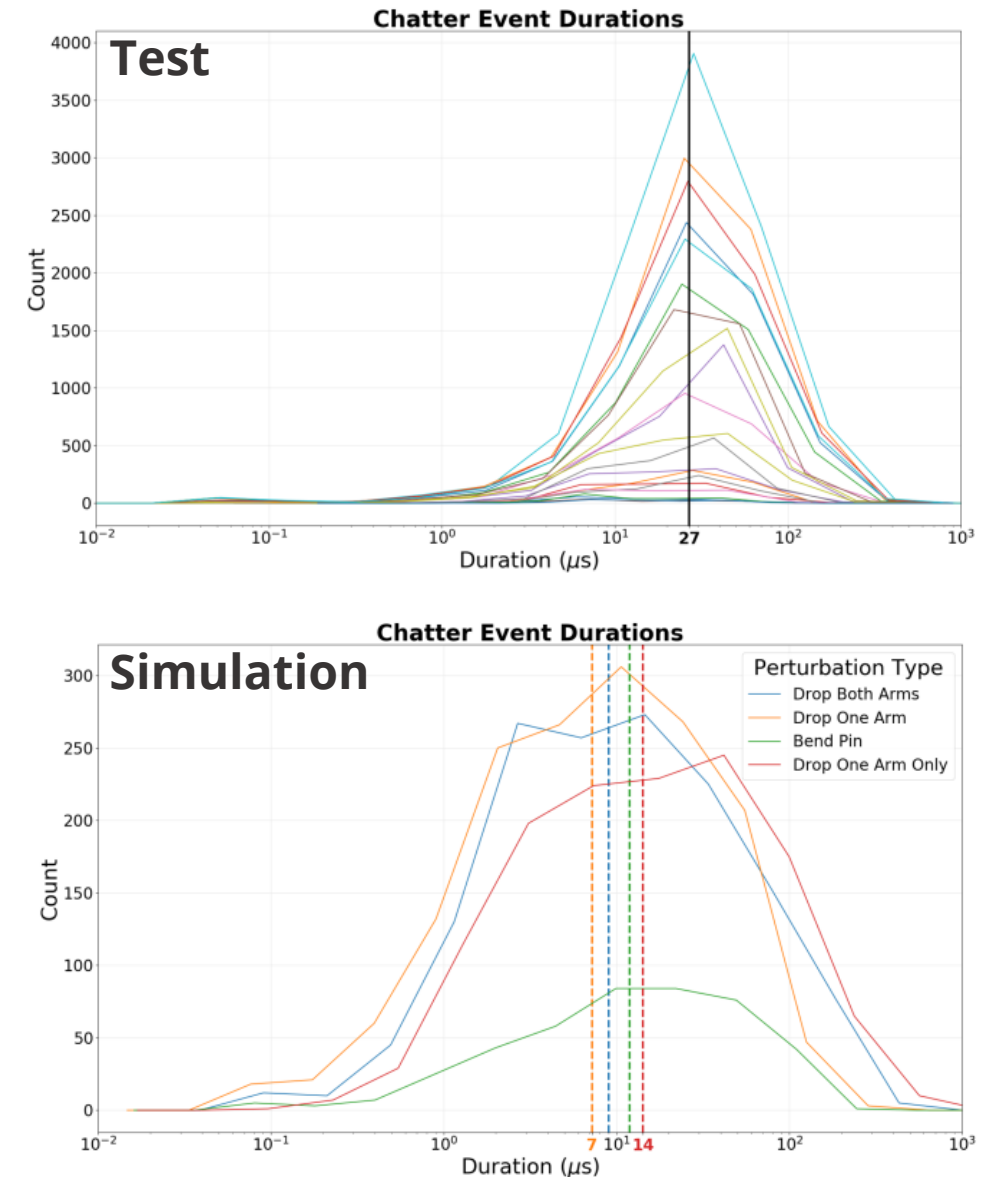 Chatter Event Durations
Test
4000
3500
3000
2500
2000
1500
1000
500
0
Count
10⁻² 10⁻¹ 10⁰ 10¹ 27 10² 10³
Duration (μs)
Chatter Event Durations
Simulation
Perturbation Type
Drop Both Arms
Drop One Arm
Bend Pin
Drop One Arm Only
300
250
200
150
100
50
0
Count
10⁻² 10⁻¹ 10⁰ 7 10¹ 14 10² 10³
Duration (μs)